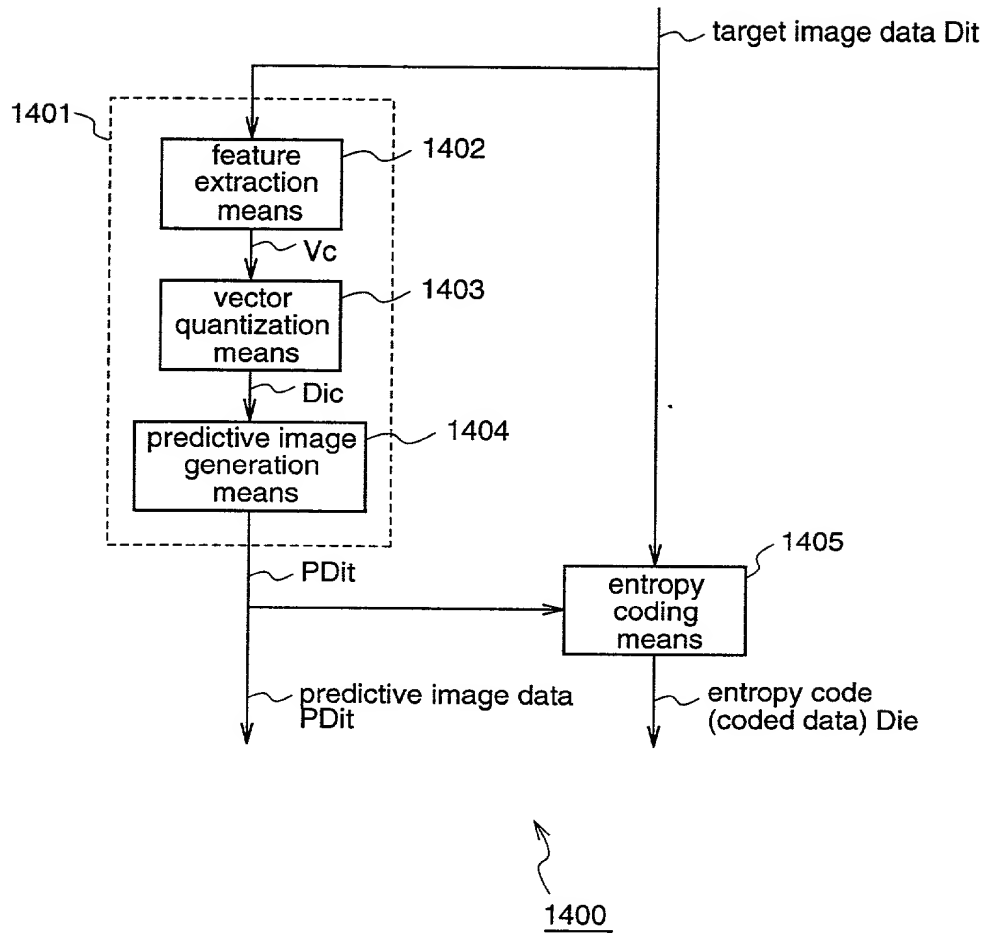 target image data Dit
1401
feature
extraction
means
1402
Vc
vector
quantization
means
1403
Dic
predictive image
generation
means
1404
PDit
entropy
coding
means
1405
predictive image data
PDit
entropy code
(coded data) Die
1400